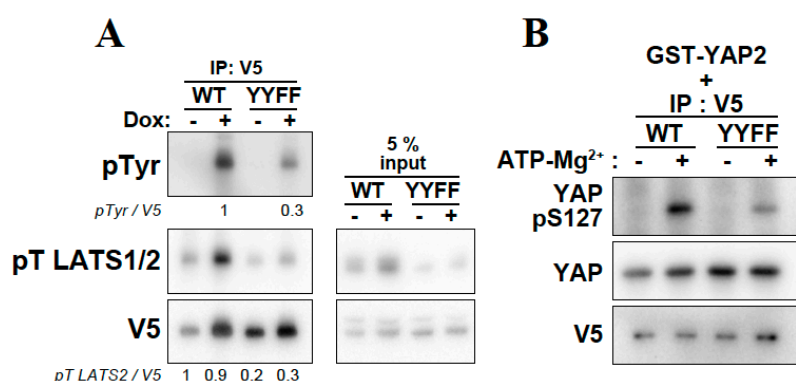 A
IP: V5
WT YYFF
Dox: - + - +
pTyr
pTyr / V5 1 0.3
5 %
input
WT YYFF
- + - +
pT LATS1/2
V5
pT LATS2 / V5 1 0.9 0.2 0.3
B
GST-YAP2
+
IP : V5
WT YYFF
ATP-Mg²⁺ : - + - +
YAP
pS127
YAP
V5